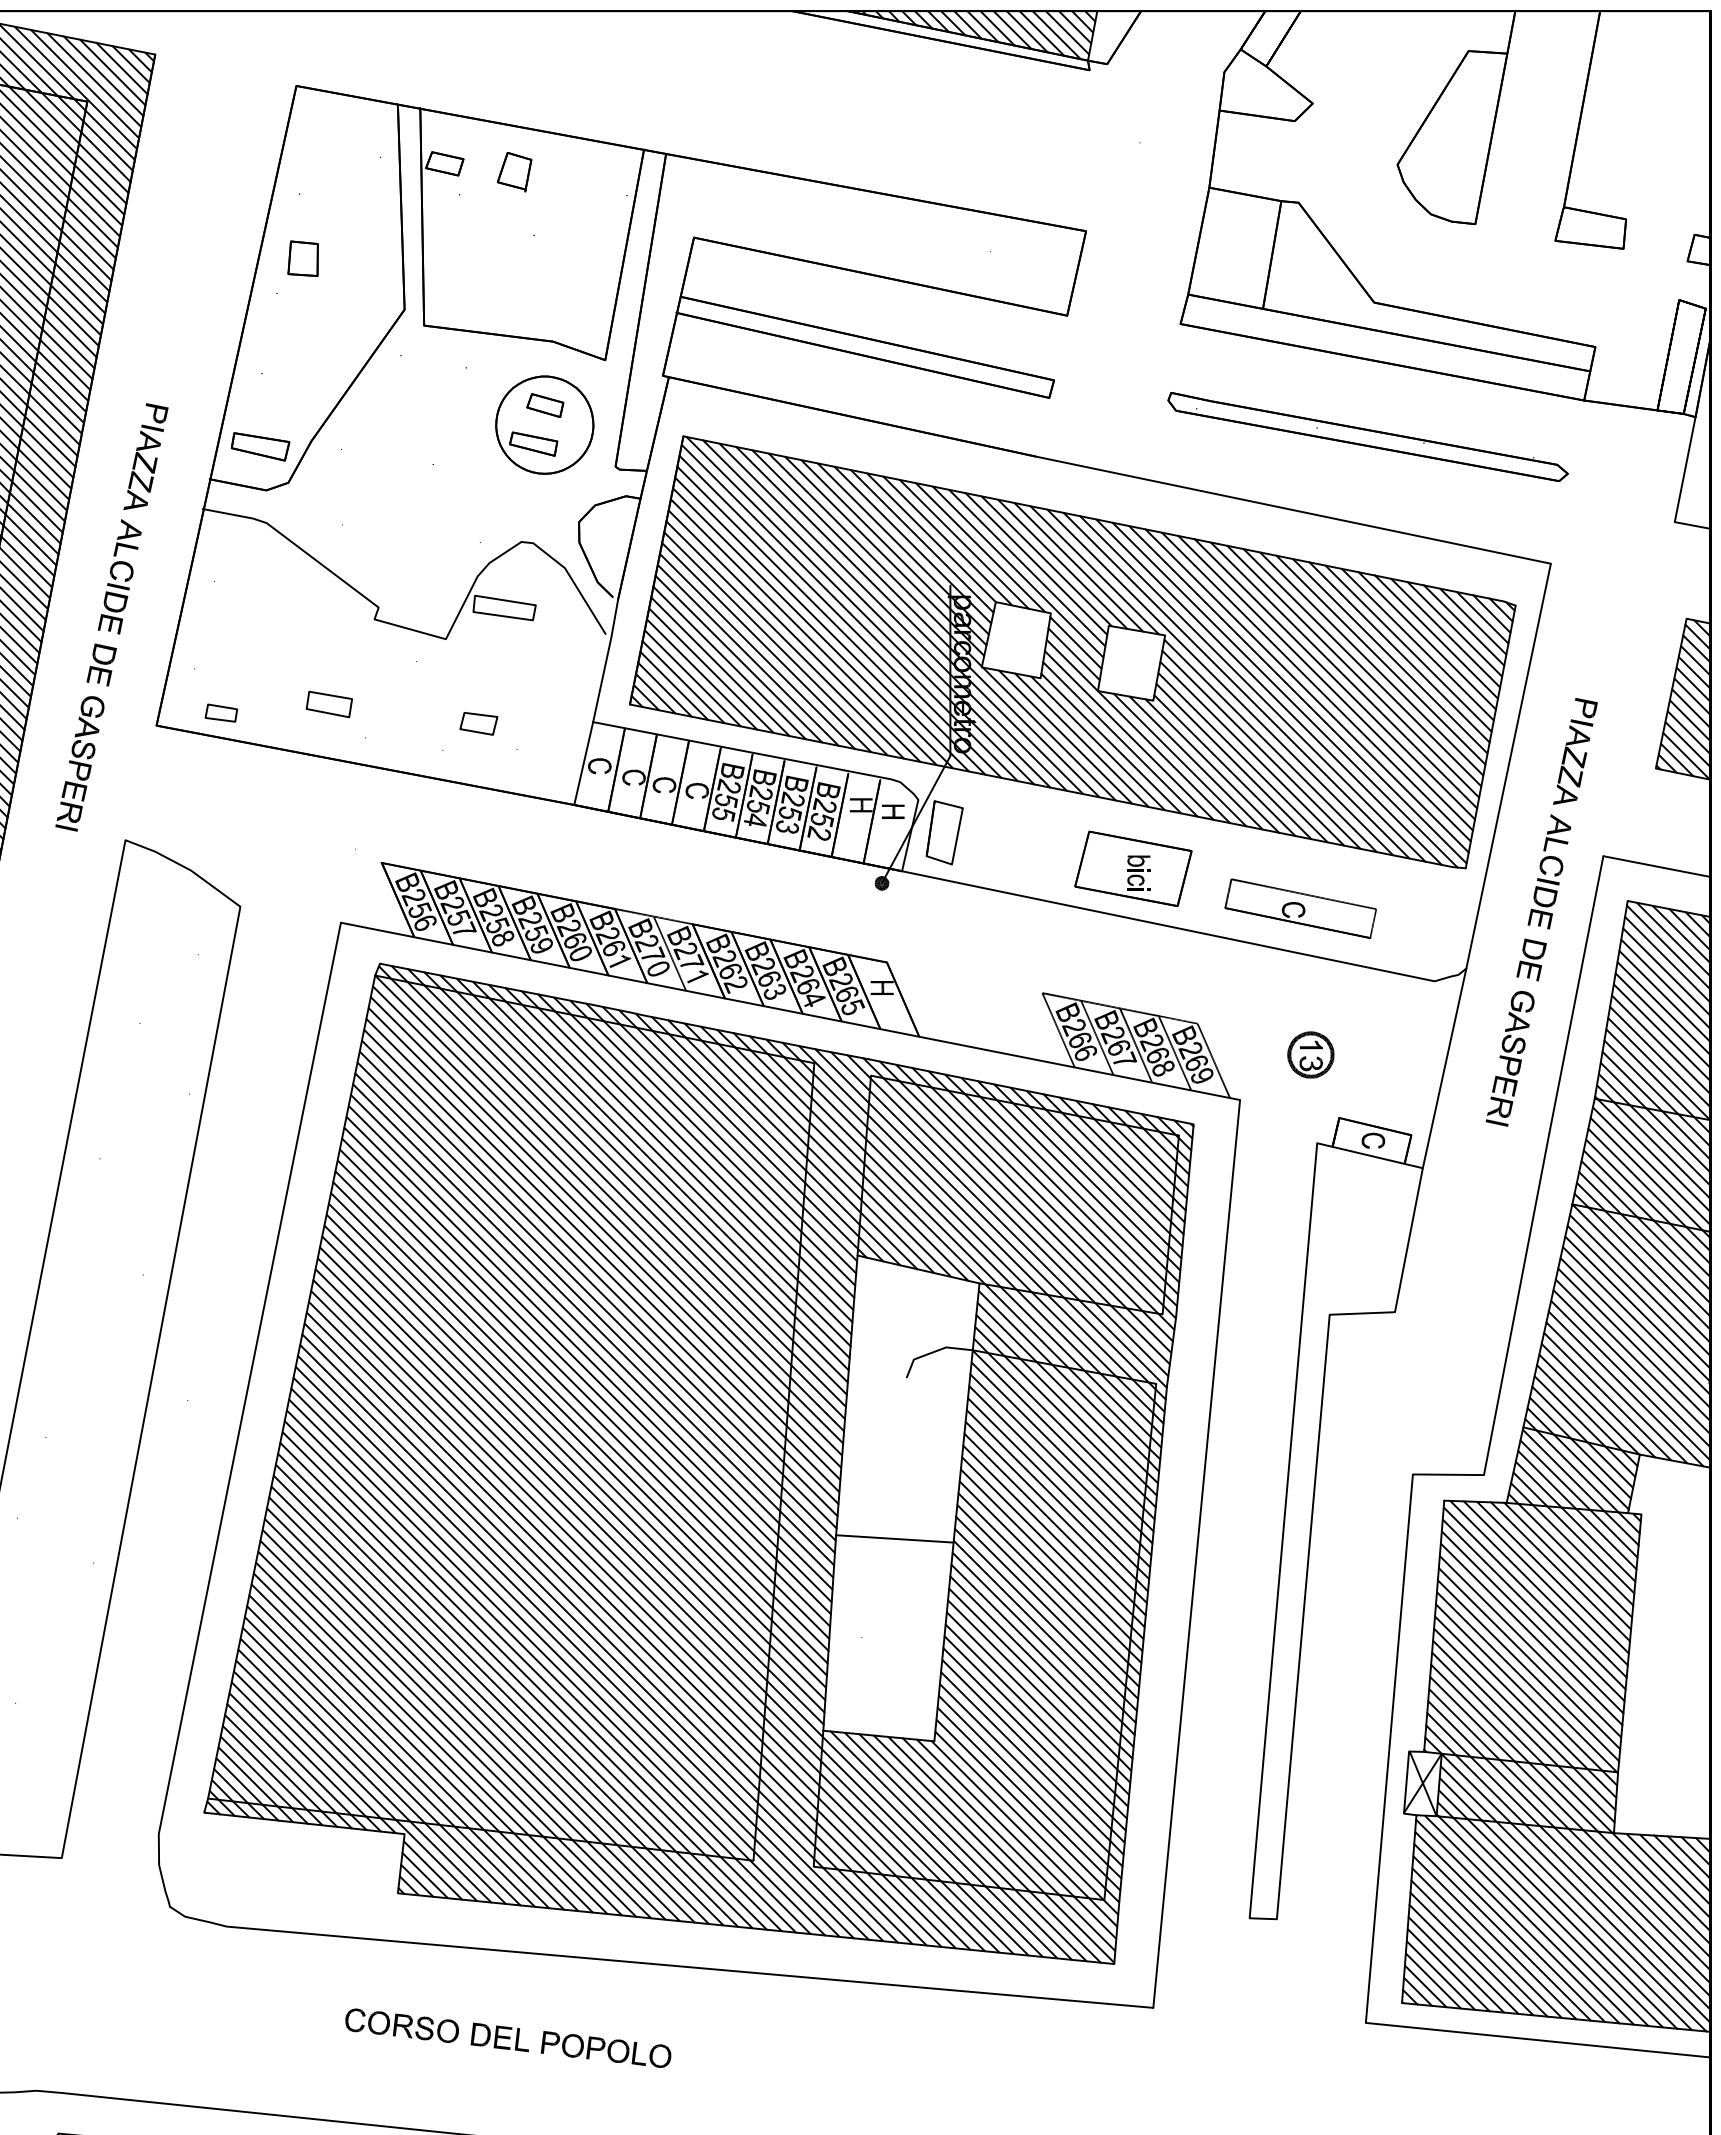 PIAZZA ALCIDE DE GASPERI
PIAZZA ALCIDE DE GASPERI
parcometro
C
C
C
C
B255
B254
B253
B252
H
H
bici
C
B256
B257
B258
B259
B260
B261
B270
B271
B262
B263
B264
B265
H
B266
B267
B268
B269
13
C
CORSO DEL POPOLO